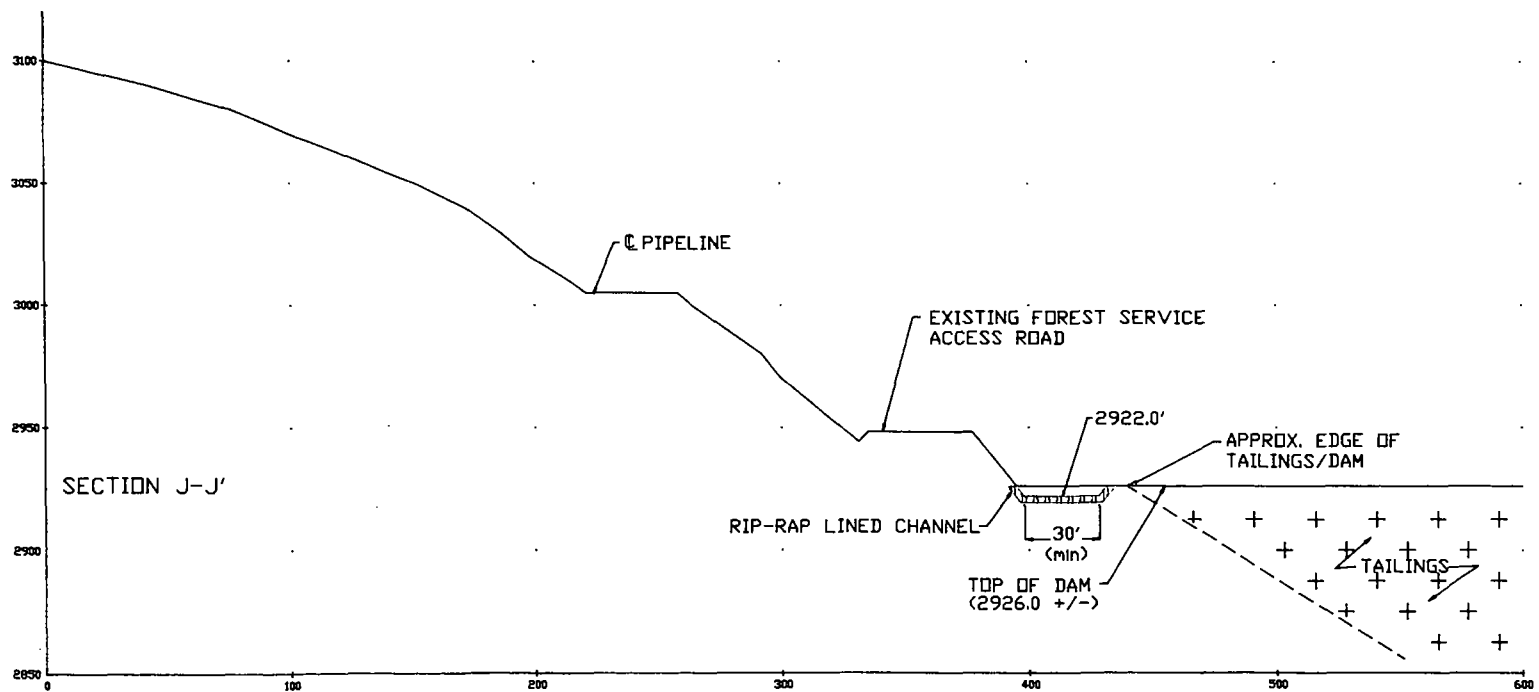 3100
3050
℄ PIPELINE
3000
EXISTING FOREST SERVICE
ACCESS ROAD
2950
2922.0'
APPROX. EDGE OF
TAILINGS/DAM
SECTION J-J'
RIP-RAP LINED CHANNEL
30'
(min)
2900
TAILINGS
TOP OF DAM
(2926.0 +/-)
2850
0
100
200
300
400
500
600